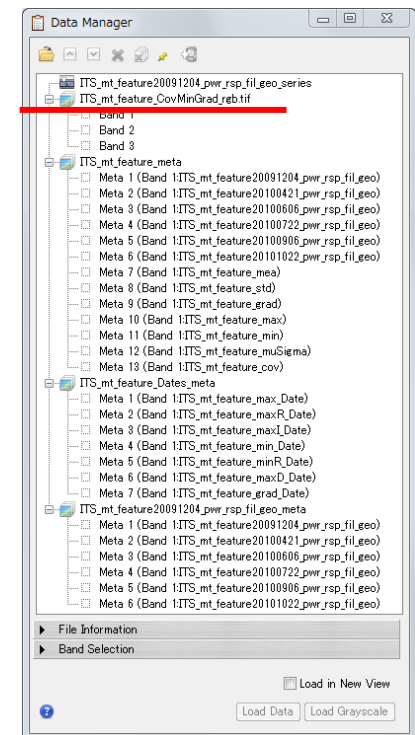 Data Manager
ITS_mt_feature20091204_pwr_rsp_fil_geo_series
ITS_mt_feature_CovMinGrad_rgb.tif
Band 1
Band 2
Band 3
ITS_mt_feature_meta
Meta 1 (Band 1:ITS_mt_feature20091204_pwr_rsp_fil_geo)
Meta 2 (Band 1:ITS_mt_feature20100421_pwr_rsp_fil_geo)
Meta 3 (Band 1:ITS_mt_feature20100606_pwr_rsp_fil_geo)
Meta 4 (Band 1:ITS_mt_feature20100722_pwr_rsp_fil_geo)
Meta 5 (Band 1:ITS_mt_feature20100906_pwr_rsp_fil_geo)
Meta 6 (Band 1:ITS_mt_feature20101022_pwr_rsp_fil_geo)
Meta 7 (Band 1:ITS_mt_feature_mea)
Meta 8 (Band 1:ITS_mt_feature_std)
Meta 9 (Band 1:ITS_mt_feature_grad)
Meta 10 (Band 1:ITS_mt_feature_max)
Meta 11 (Band 1:ITS_mt_feature_min)
Meta 12 (Band 1:ITS_mt_feature_muSigma)
Meta 13 (Band 1:ITS_mt_feature_cov)
ITS_mt_feature_Dates_meta
Meta 1 (Band 1:ITS_mt_feature_max_Date)
Meta 2 (Band 1:ITS_mt_feature_maxR_Date)
Meta 3 (Band 1:ITS_mt_feature_maxI_Date)
Meta 4 (Band 1:ITS_mt_feature_min_Date)
Meta 5 (Band 1:ITS_mt_feature_minR_Date)
Meta 6 (Band 1:ITS_mt_feature_maxD_Date)
Meta 7 (Band 1:ITS_mt_feature_grad_Date)
ITS_mt_feature20091204_pwr_rsp_fil_geo_meta
Meta 1 (Band 1:ITS_mt_feature20091204_pwr_rsp_fil_geo)
Meta 2 (Band 1:ITS_mt_feature20100421_pwr_rsp_fil_geo)
Meta 3 (Band 1:ITS_mt_feature20100606_pwr_rsp_fil_geo)
Meta 4 (Band 1:ITS_mt_feature20100722_pwr_rsp_fil_geo)
Meta 5 (Band 1:ITS_mt_feature20100906_pwr_rsp_fil_geo)
Meta 6 (Band 1:ITS_mt_feature20101022_pwr_rsp_fil_geo)
File Information
Band Selection
Load in New View
Load Data
Load Grayscale